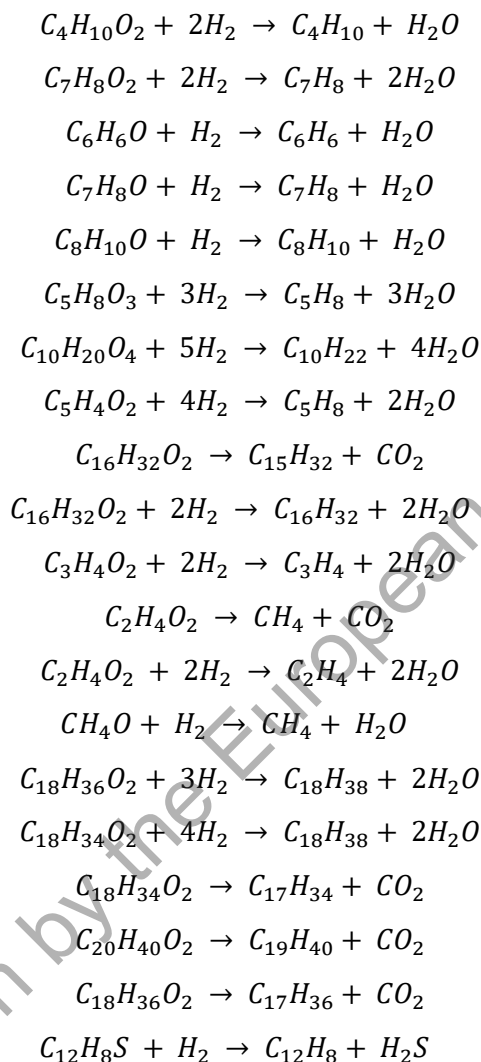 C₄H₁₀O₂ + 2H₂ → C₄H₁₀ + H₂O
C₇H₈O₂ + 2H₂ → C₇H₈ + 2H₂O
C₆H₆O + H₂ → C₆H₆ + H₂O
C₇H₈O + H₂ → C₇H₈ + H₂O
C₈H₁₀O + H₂ → C₈H₁₀ + H₂O
C₅H₈O₃ + 3H₂ → C₅H₈ + 3H₂O
C₁₀H₂₀O₄ + 5H₂ → C₁₀H₂₂ + 4H₂O
C₅H₄O₂ + 4H₂ → C₅H₈ + 2H₂O
C₁₆H₃₂O₂ → C₁₅H₃₂ + CO₂
C₁₆H₃₂O₂ + 2H₂ → C₁₆H₃₂ + 2H₂O
C₃H₄O₂ + 2H₂ → C₃H₄ + 2H₂O
C₂H₄O₂ → CH₄ + CO₂
C₂H₄O₂ + 2H₂ → C₂H₄ + 2H₂O
CH₄O + H₂ → CH₄ + H₂O
C₁₈H₃₆O₂ + 3H₂ → C₁₈H₃₈ + 2H₂O
C₁₈H₃₄O₂ + 4H₂ → C₁₈H₃₈ + 2H₂O
C₁₈H₃₄O₂ → C₁₇H₃₄ + CO₂
C₂₀H₄₀O₂ → C₁₉H₄₀ + CO₂
C₁₈H₃₆O₂ → C₁₇H₃₆ + CO₂
C₁₂H₈S + H₂ → C₁₂H₈ + H₂S
by the European